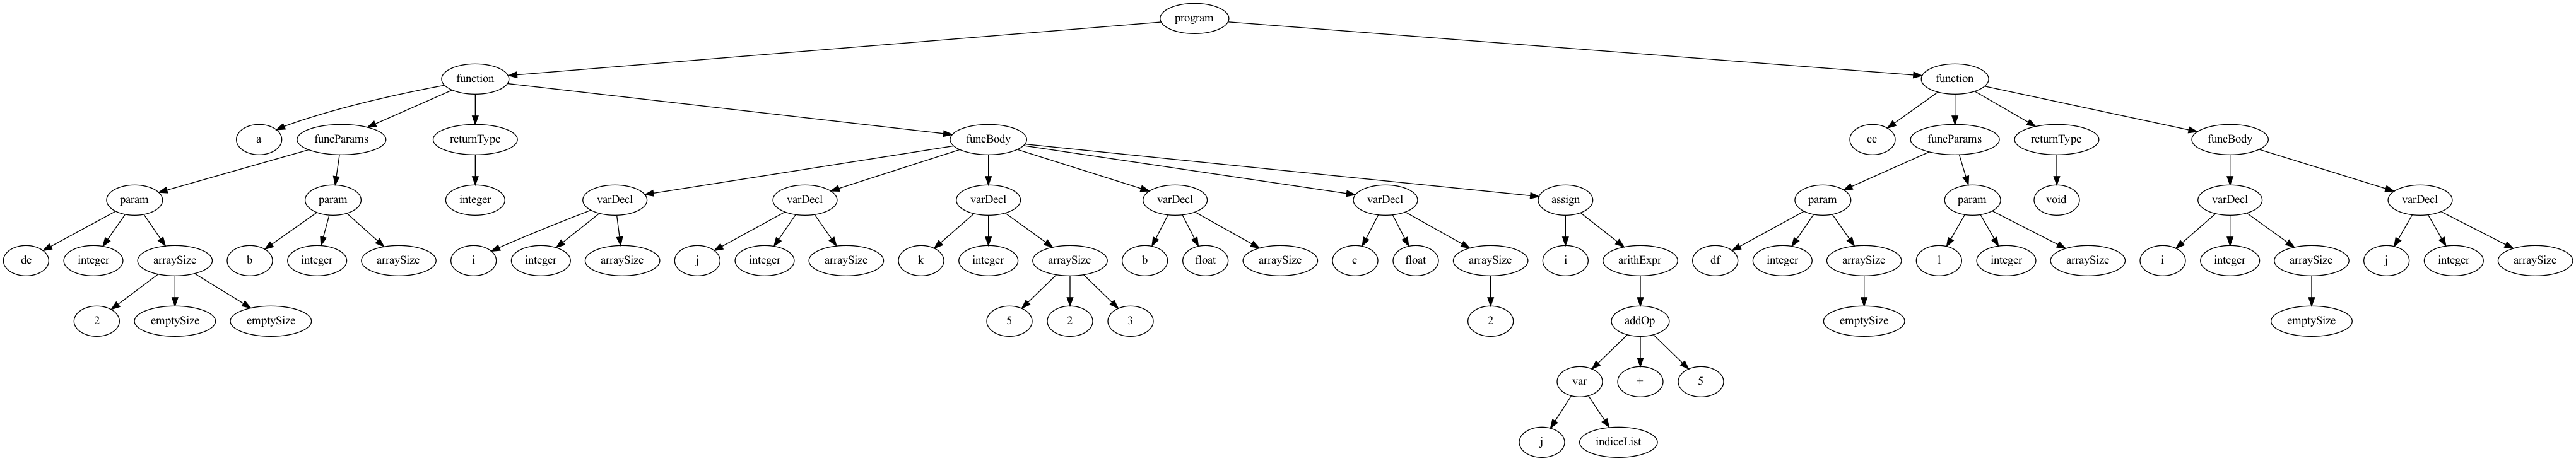 program
function function
a funcParams returnType funcBody cc funcParams returnType funcBody
param param integer varDecl varDecl varDecl varDecl varDecl assign param param void varDecl varDecl
de integer arraySize b integer arraySize i integer arraySize j integer arraySize k integer arraySize b float arraySize c float arraySize i arithExpr df integer arraySize l integer arraySize i integer arraySize j integer arraySize
2 emptySize emptySize 5 2 3 2 addOp emptySize emptySize
var + 5
j indiceList